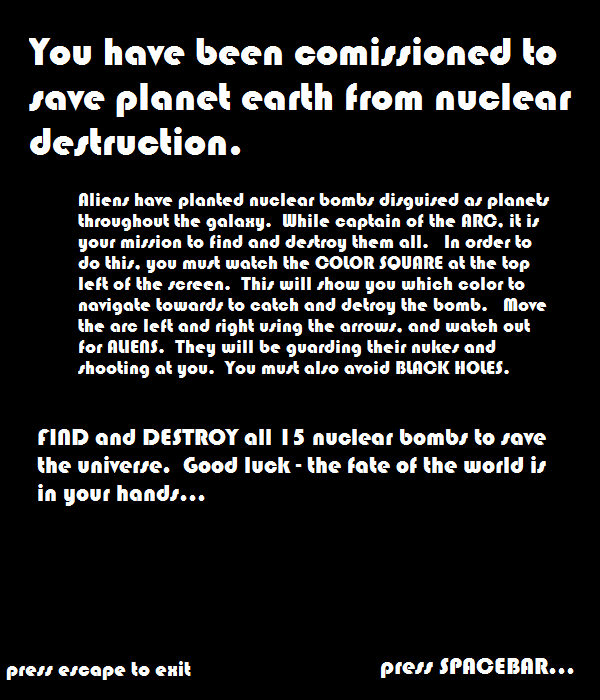 You have been comissioned to
save planet earth from nuclear
destruction.
Aliens have planted nuclear bombs disguised as planets
throughout the galaxy.  While captain of the ARC, it is
your mission to find and destroy them all.   In order to
do this, you must watch the COLOR SQUARE at the top
left of the screen.  This will show you which color to
navigate towards to catch and detroy the bomb.   Move
the arc left and right using the arrows, and watch out
for ALIENS.  They will be guarding their nukes and
shooting at you.  You must also avoid BLACK HOLES.
FIND and DESTROY all 15 nuclear bombs to save
the universe.  Good luck - the fate of the world is
in your hands...
press escape to exit
press SPACEBAR...